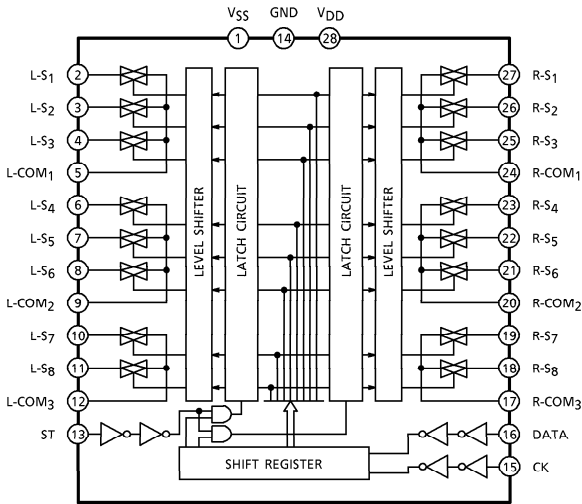 VSS GND VDD
1 14 28
L-S1 2 27 R-S1
L-S2 3 26 R-S2
L-S3 4 25 R-S3
L-COM1 5 24 R-COM1
L-S4 6 23 R-S4
L-S5 7 22 R-S5
L-S6 8 21 R-S6
L-COM2 9 20 R-COM2
L-S7 10 19 R-S7
L-S8 11 18 R-S8
L-COM3 12 17 R-COM3
ST 13 16 DATA
15 CK
LEVEL SHIFTER
LATCH CIRCUIT
LATCH CIRCUIT
LEVEL SHIFTER
SHIFT REGISTER